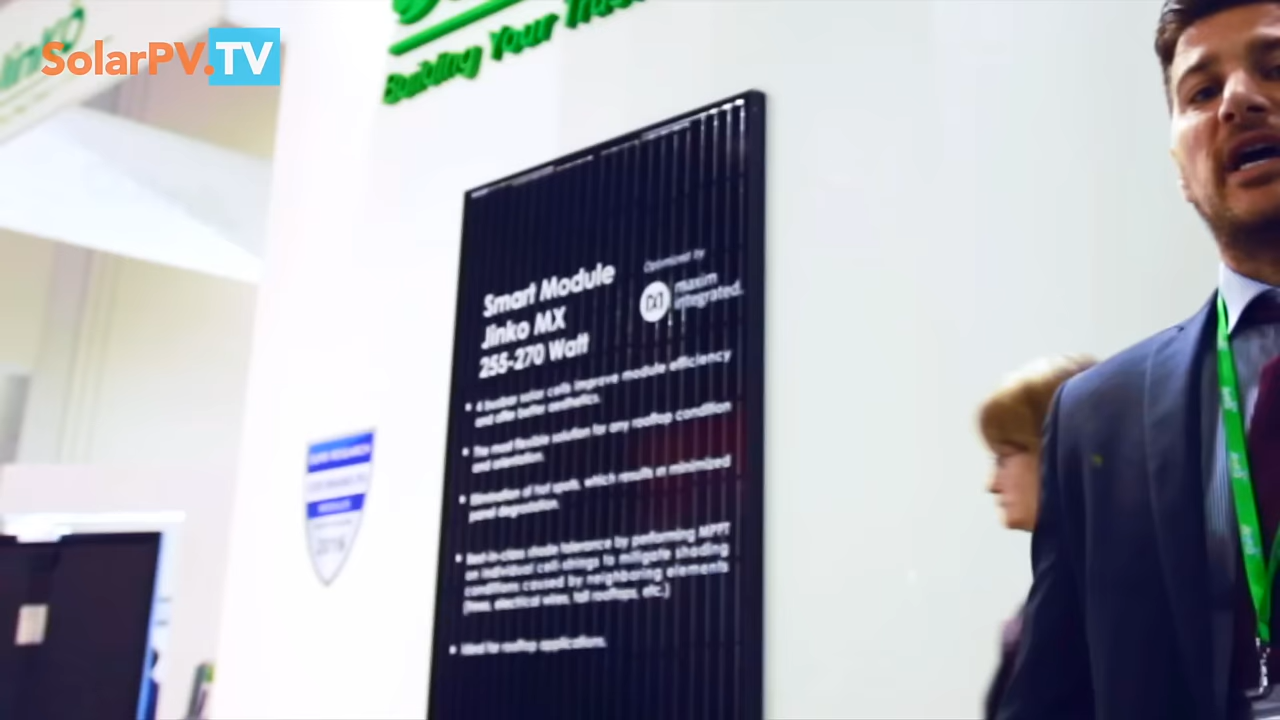 SolarPV.TV
Building Your Trust
Smart Module
Jinko MX
255-270 Watt
Optimized by
maxim
integrated.
• 4 busbar solar cells improve module efficiency
and offer better aesthetics.
• The most flexible solution for any rooftop condition
and orientation.
• Elimination of hot spots, which results in minimized
panel degradation.
• Best-in-class shade tolerance by performing MPPT
on individual cell-strings to mitigate shading
conditions caused by neighboring elements
(trees, electrical wires, tall rooftops, etc.)
• Ideal for rooftop applications.